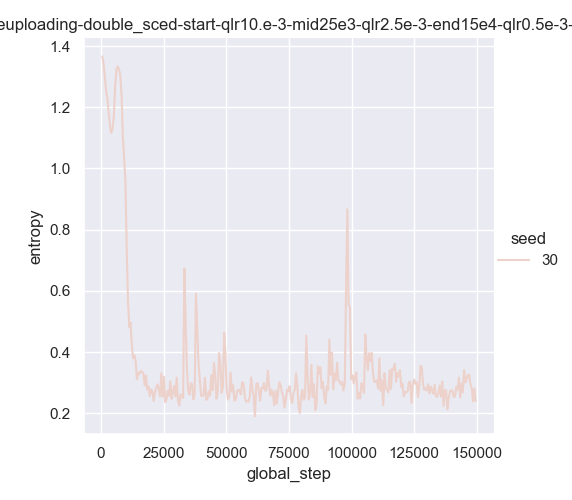 euploading-double_sced-start-qlr10.e-3-mid25e3-qlr2.5e-3-end15e4-qlr0.5e-3-
1.4
1.2
1.0
0.8
0.6
0.4
0.2
entropy
0 25000 50000 75000 100000 125000 150000
global_step
seed
30